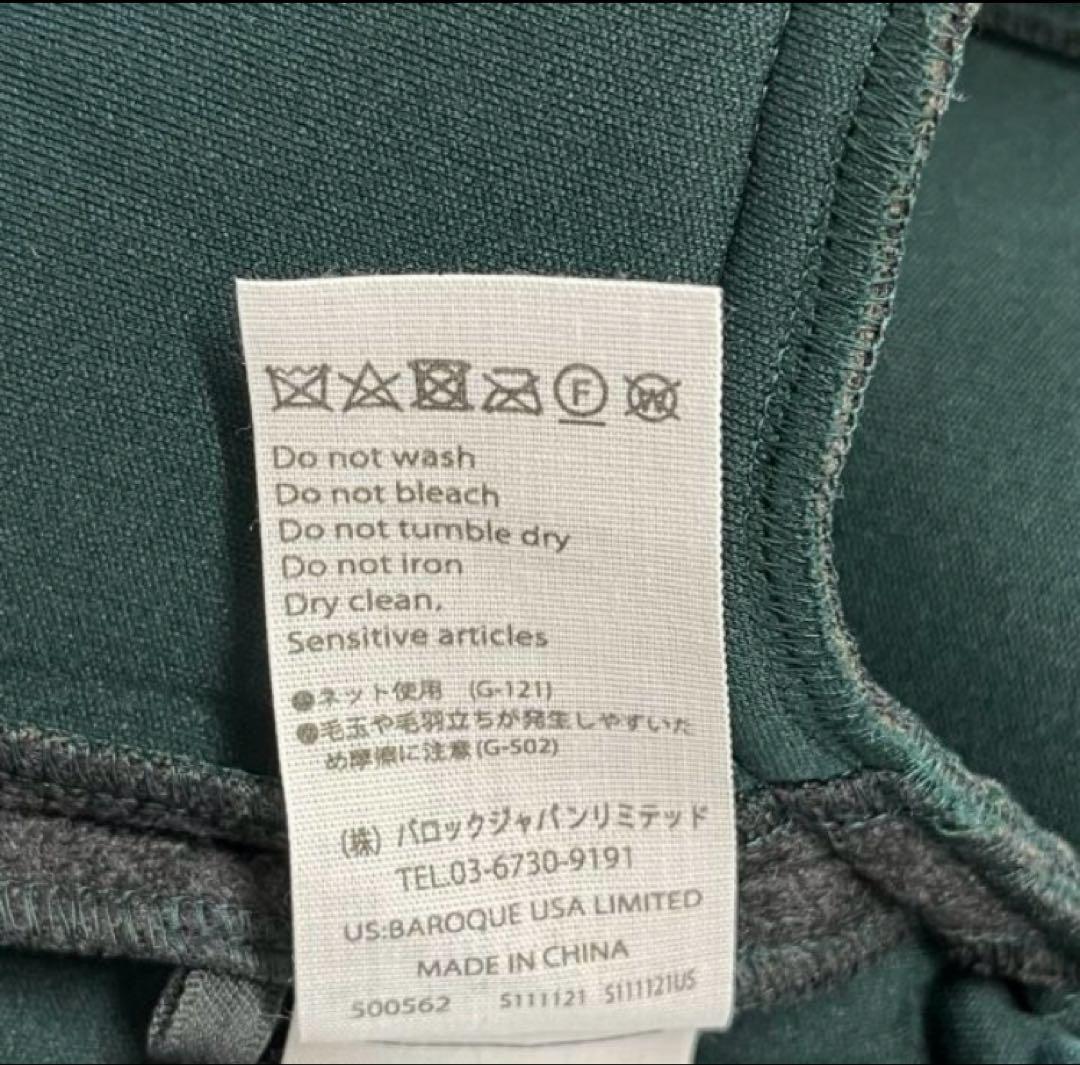 F W
Do not wash
Do not bleach
Do not tumble dry
Do not iron
Dry clean,
Sensitive articles
●ネット使用 (G-121)
●毛玉や毛羽立ちが発生しやすいた
め摩擦に注意(G-502)
(株) バロックジャパンリミテッド
TEL.03-6730-9191
US:BAROQUE USA LIMITED
MADE IN CHINA
500562 S111121 S111121US